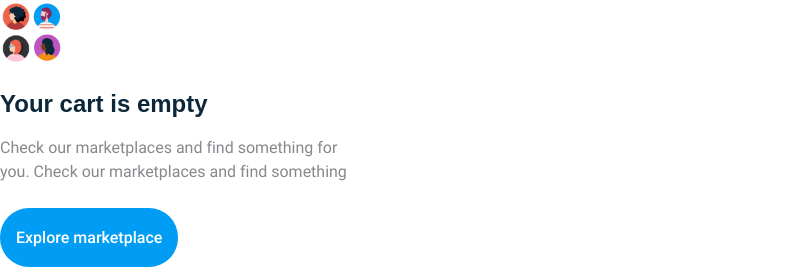 Your cart is empty
Check our marketplaces and find something for
you. Check our marketplaces and find something
Explore marketplace